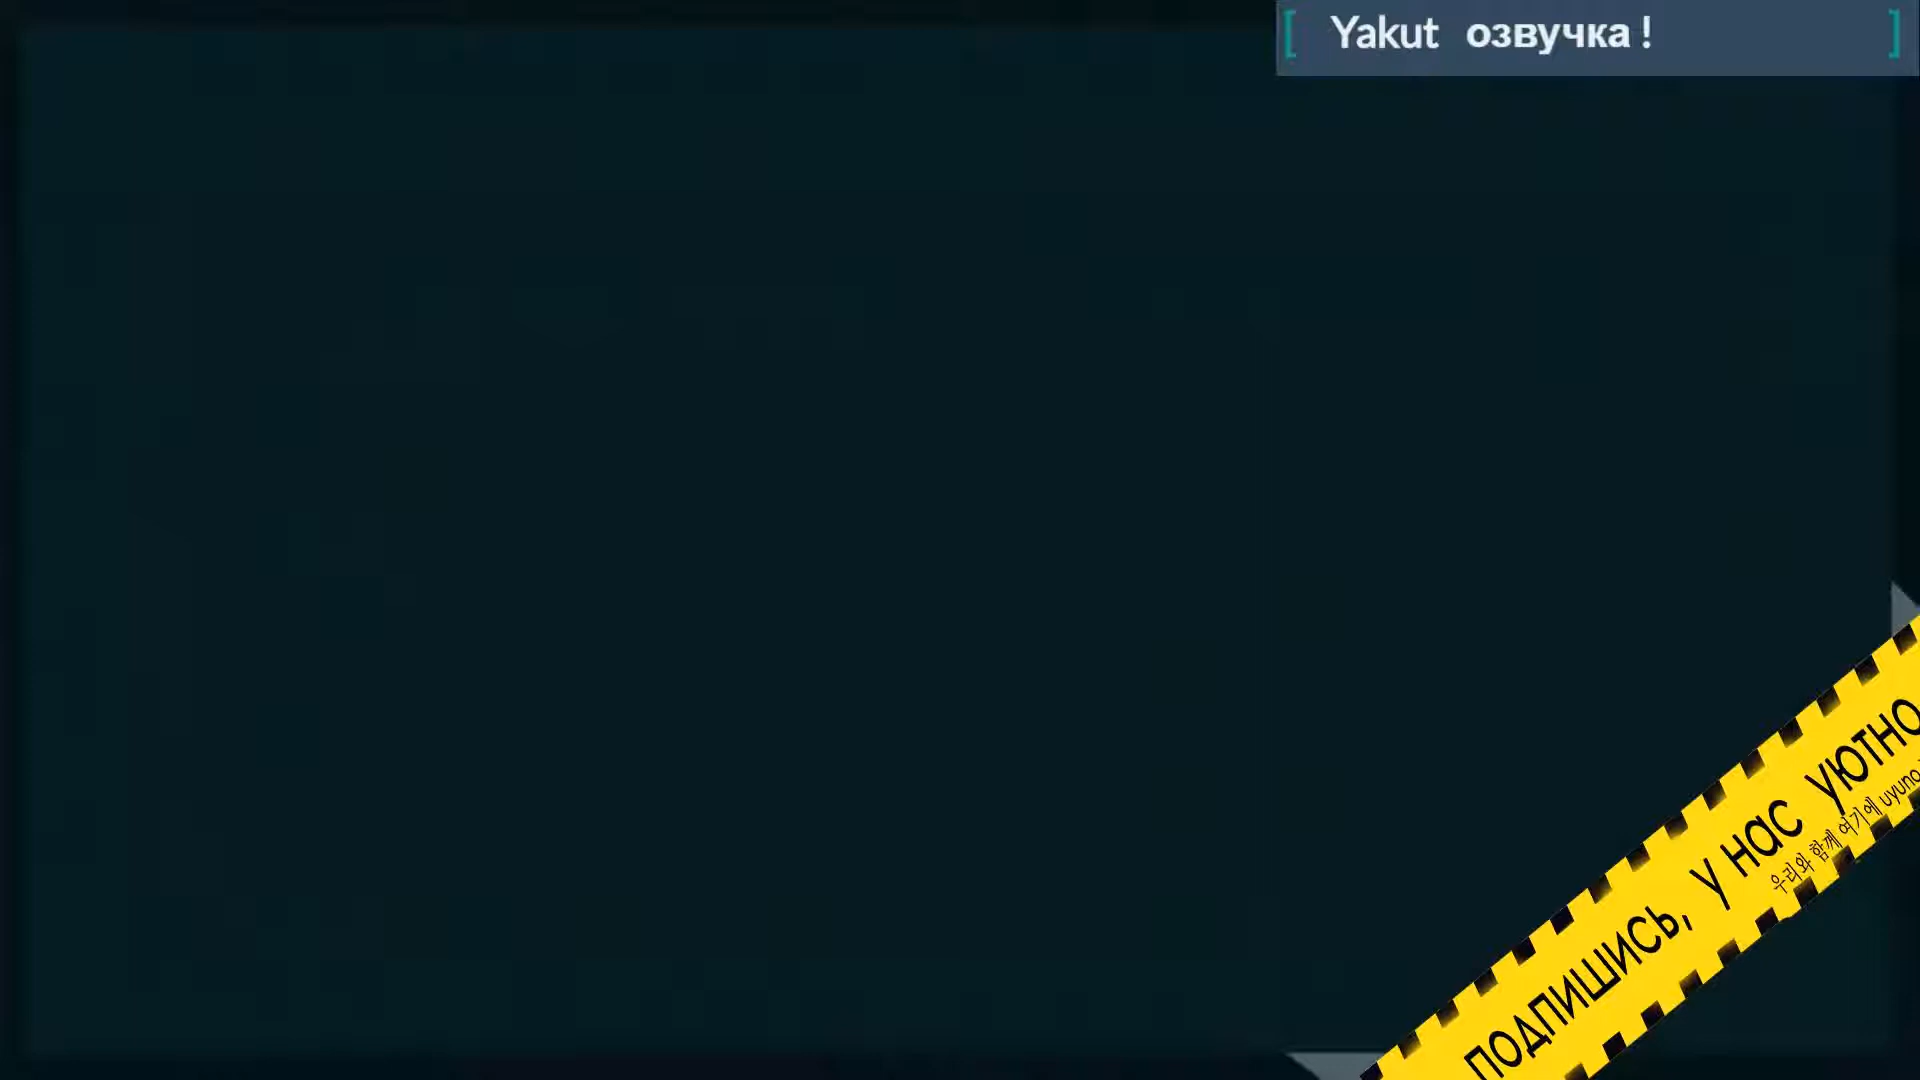 [ Yakut озвучка! ]
ПОДПИШИСЬ, У НАС УЮТНО
우리와 함께 여기에 uyuno